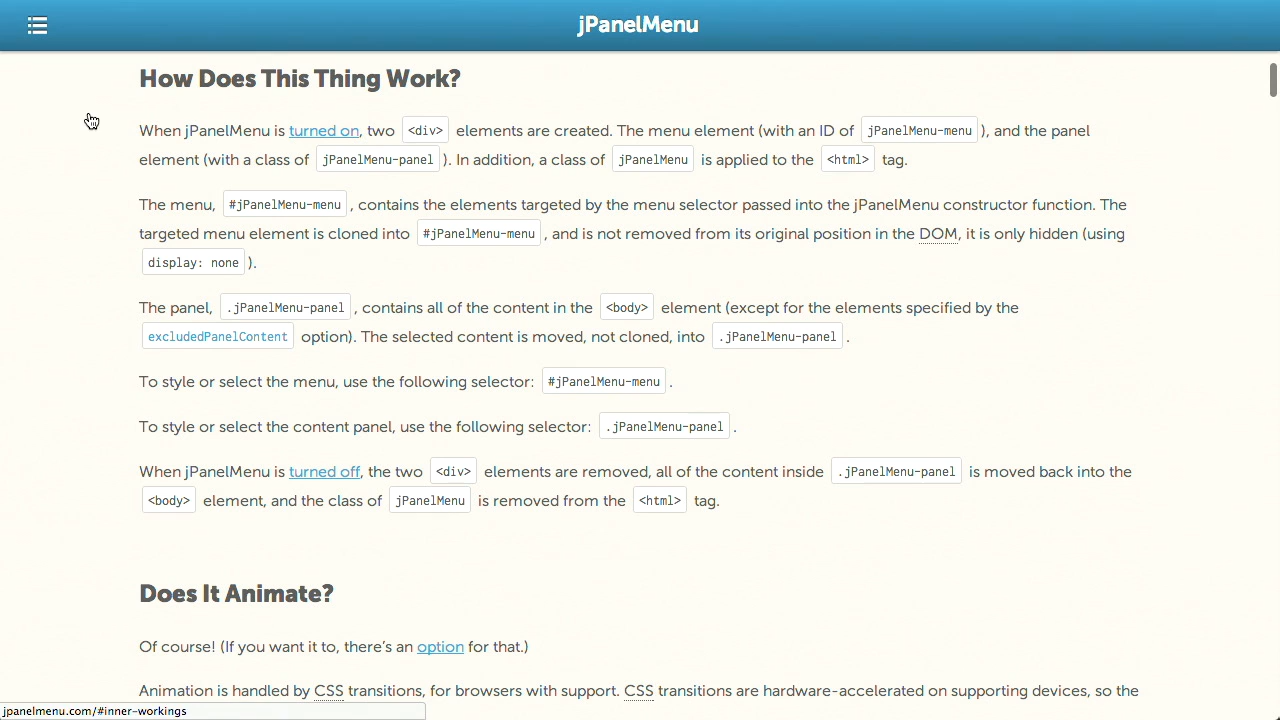 jPanelMenu
How Does This Thing Work?
When jPanelMenu is turned on, two <div> elements are created. The menu element (with an ID of jPanelMenu-menu ), and the panel
element (with a class of jPanelMenu-panel ). In addition, a class of jPanelMenu is applied to the <html> tag.
The menu, #jPanelMenu-menu , contains the elements targeted by the menu selector passed into the jPanelMenu constructor function. The
targeted menu element is cloned into #jPanelMenu-menu , and is not removed from its original position in the DOM, it is only hidden (using
display: none ).
The panel, .jPanelMenu-panel , contains all of the content in the <body> element (except for the elements specified by the
excludedPanelContent option). The selected content is moved, not cloned, into .jPanelMenu-panel .
To style or select the menu, use the following selector: #jPanelMenu-menu .
To style or select the content panel, use the following selector: .jPanelMenu-panel .
When jPanelMenu is turned off, the two <div> elements are removed, all of the content inside .jPanelMenu-panel is moved back into the
<body> element, and the class of jPanelMenu is removed from the <html> tag.
Does It Animate?
Of course! (If you want it to, there's an option for that.)
Animation is handled by CSS transitions, for browsers with support. CSS transitions are hardware-accelerated on supporting devices, so the
jpanelmenu.com/#inner-workings